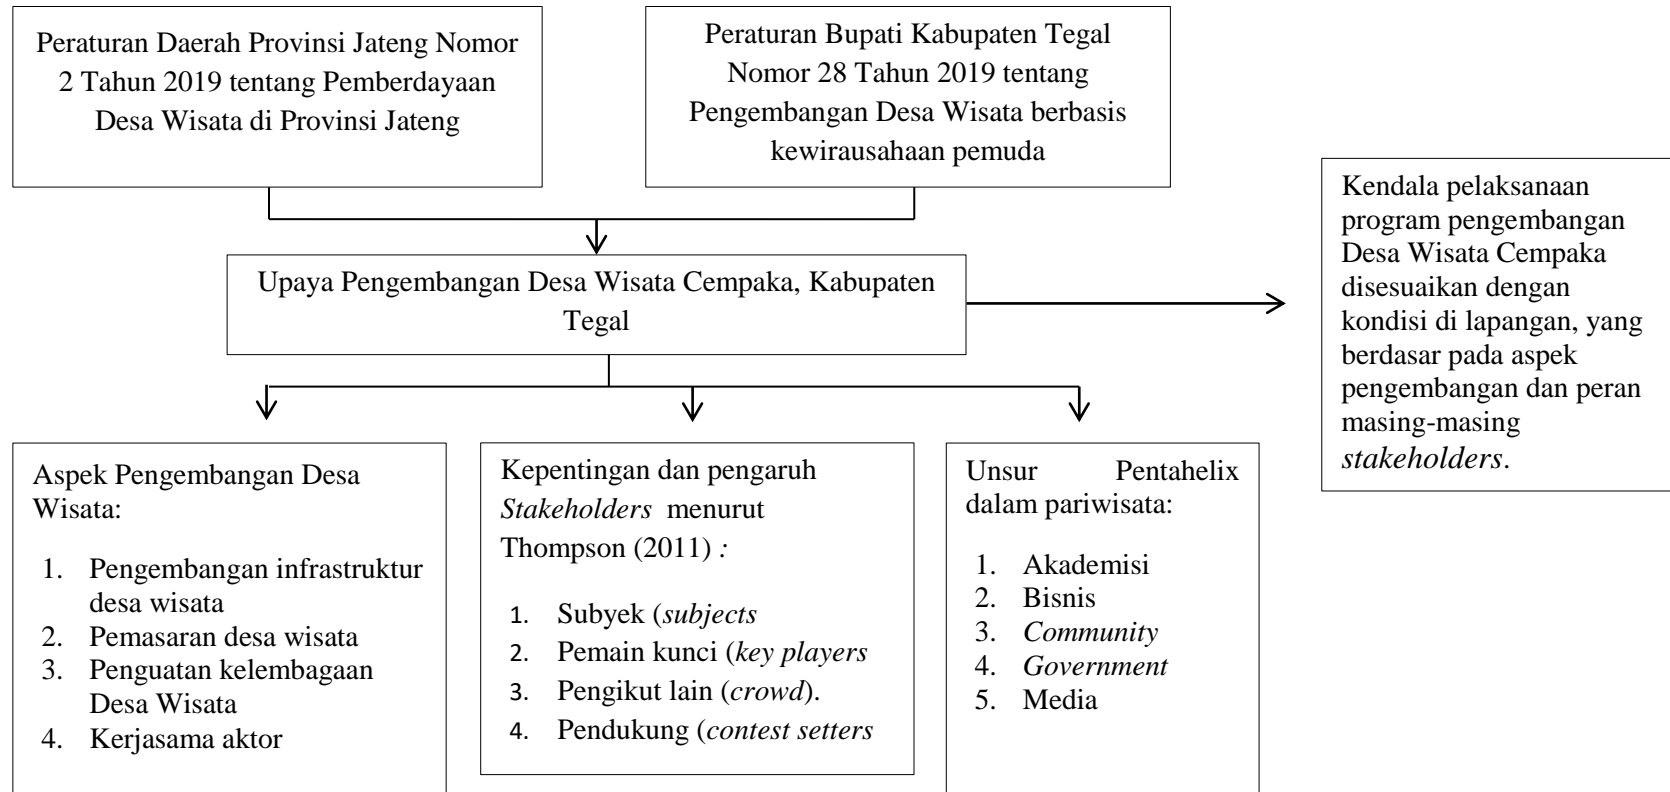 Peraturan Daerah Provinsi Jateng Nomor
2 Tahun 2019 tentang Pemberdayaan
Desa Wisata di Provinsi Jateng
Peraturan Bupati Kabupaten Tegal
Nomor 28 Tahun 2019 tentang
Pengembangan Desa Wisata berbasis
kewirausahaan pemuda
Upaya Pengembangan Desa Wisata Cempaka, Kabupaten
Tegal
Kendala pelaksanaan
program pengembangan
Desa Wisata Cempaka
disesuaikan dengan
kondisi di lapangan, yang
berdasar pada aspek
pengembangan dan peran
masing-masing
stakeholders.
Aspek Pengembangan Desa
Wisata:
1. Pengembangan infrastruktur
desa wisata
2. Pemasaran desa wisata
3. Penguatan kelembagaan
Desa Wisata
4. Kerjasama aktor
Kepentingan dan pengaruh
Stakeholders menurut
Thompson (2011) :
1. Subyek (subjects
2. Pemain kunci (key players
3. Pengikut lain (crowd).
4. Pendukung (contest setters
Unsur Pentahelix
dalam pariwisata:
1. Akademisi
2. Bisnis
3. Community
4. Government
5. Media